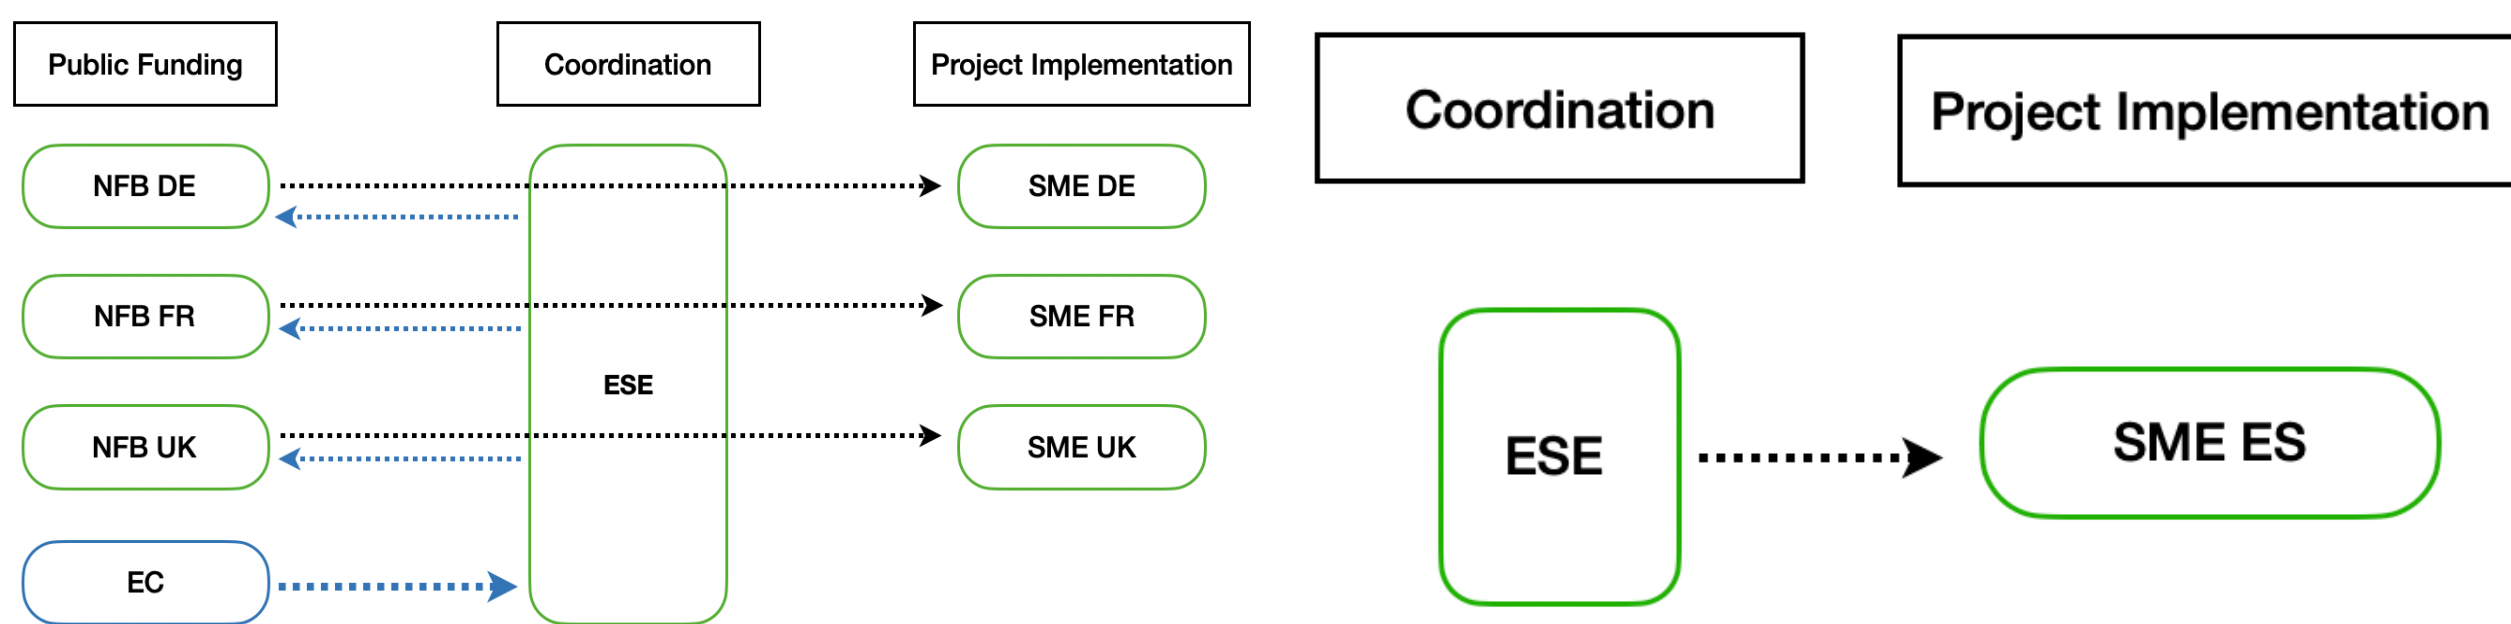 Public Funding
Coordination
Project Implementation
NFB DE
SME DE
NFB FR
SME FR
ESE
NFB UK
SME UK
EC
Coordination
Project Implementation
ESE
SME ES